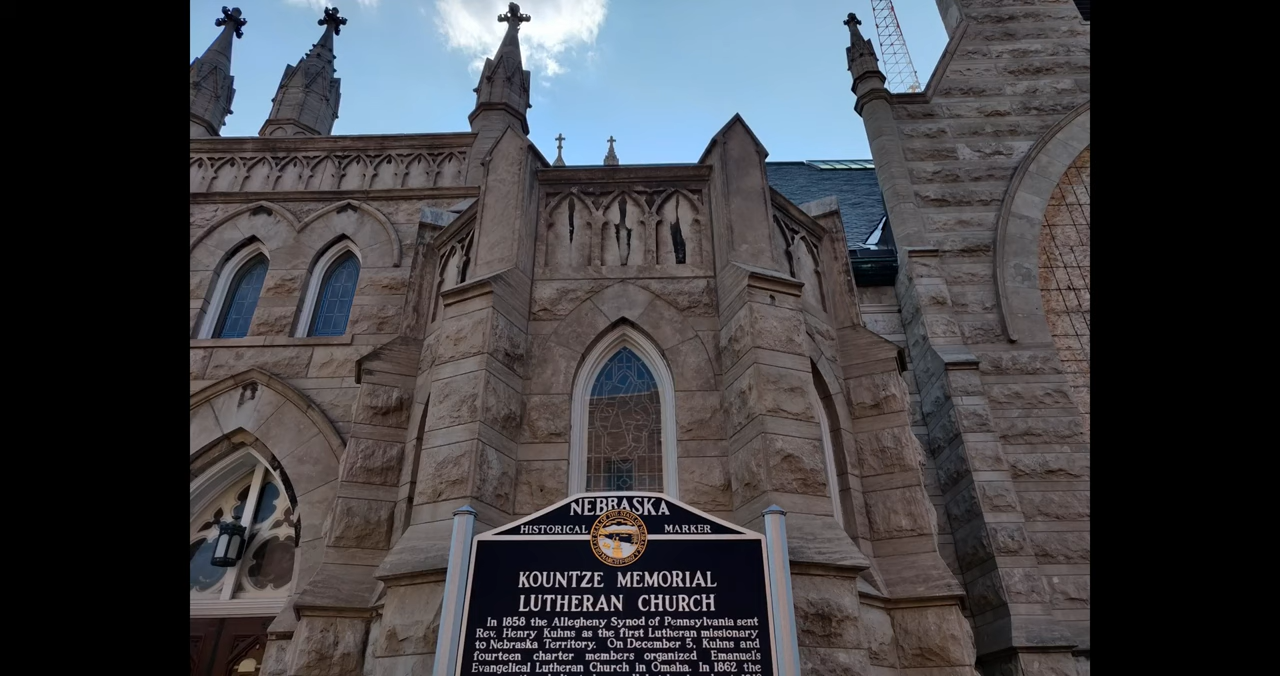 NEBRASKA
HISTORICAL MARKER
KOUNTZE MEMORIAL
LUTHERAN CHURCH
In 1858 the Allegheny Synod of Pennsylvania sent
Rev. Henry Kuhns as the first Lutheran missionary
to Nebraska Territory. On December 5, Kuhns and
fourteen charter members organized Emanuel's
Evangelical Lutheran Church in Omaha. In 1862 the